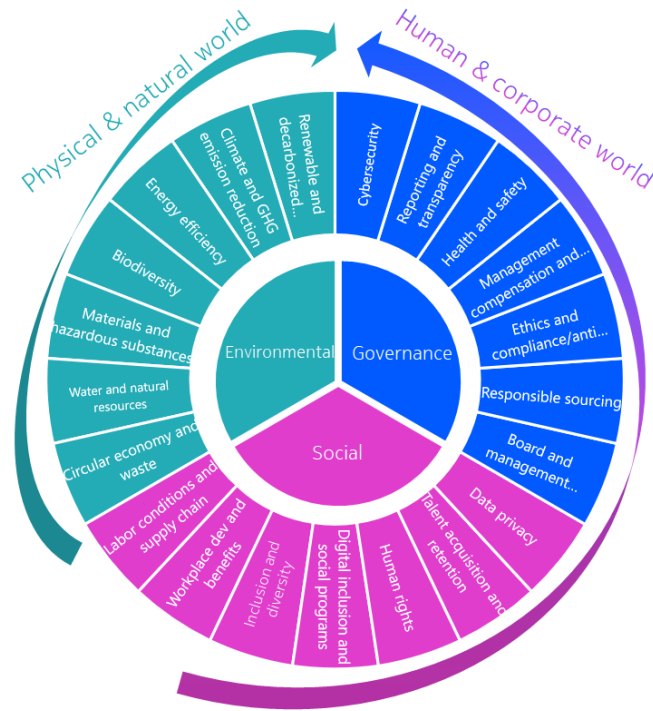 Physical & natural world
Human & corporate world
Renewable and
decarbonized...
Climate and GHG
emission reduction
Energy efficiency
Biodiversity
Materials and
hazardous substances
Water and natural
resources
Circular economy and
waste
Cybersecurity
Reporting and
transparency
Health and safety
Management
compensation and...
Ethics and
compliance/anti...
Responsible sourcing
Board and
management...
Data privacy
Talent acquisition and
retention
Human rights
Digital inclusion and
social programs
Inclusion and
diversity
Workplace dev and
benefits
Labor conditions and
supply chain
Environmental
Governance
Social